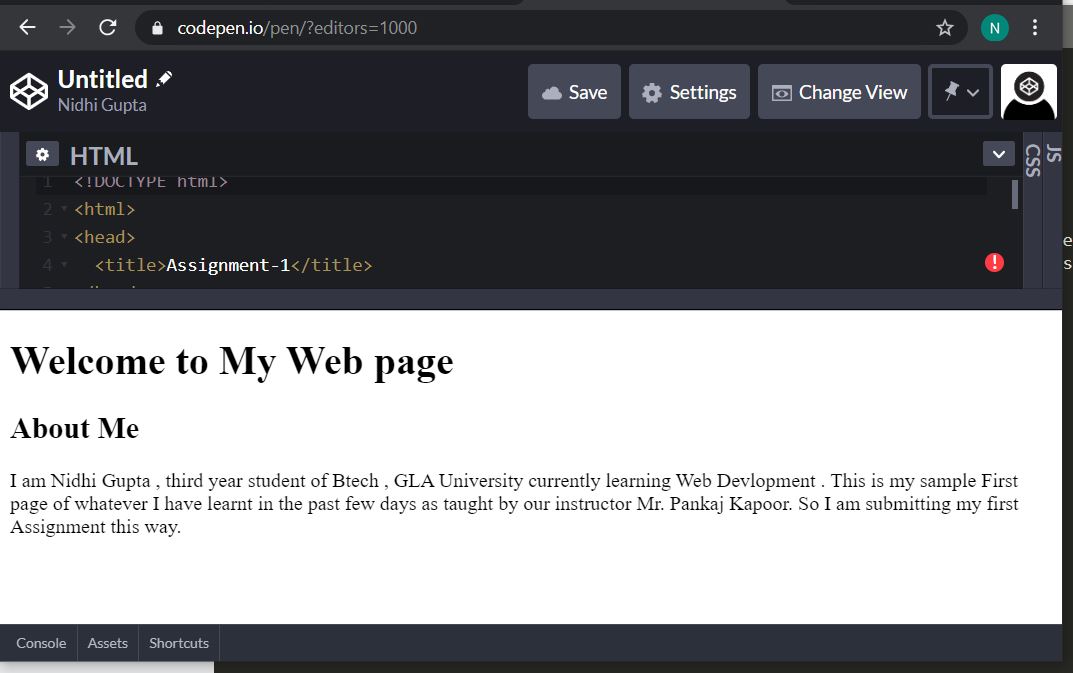 codepen.io/pen/?editors=1000
N
Untitled
Nidhi Gupta
Save
Settings
Change View
HTML
CSS
JS
1 <!DOCTYPE html>
2 <html>
3 <head>
4 <title>Assignment-1</title>
e
s
Welcome to My Web page
About Me
I am Nidhi Gupta , third year student of Btech , GLA University currently learning Web Devlopment . This is my sample First
page of whatever I have learnt in the past few days as taught by our instructor Mr. Pankaj Kapoor. So I am submitting my first
Assignment this way.
Console
Assets
Shortcuts